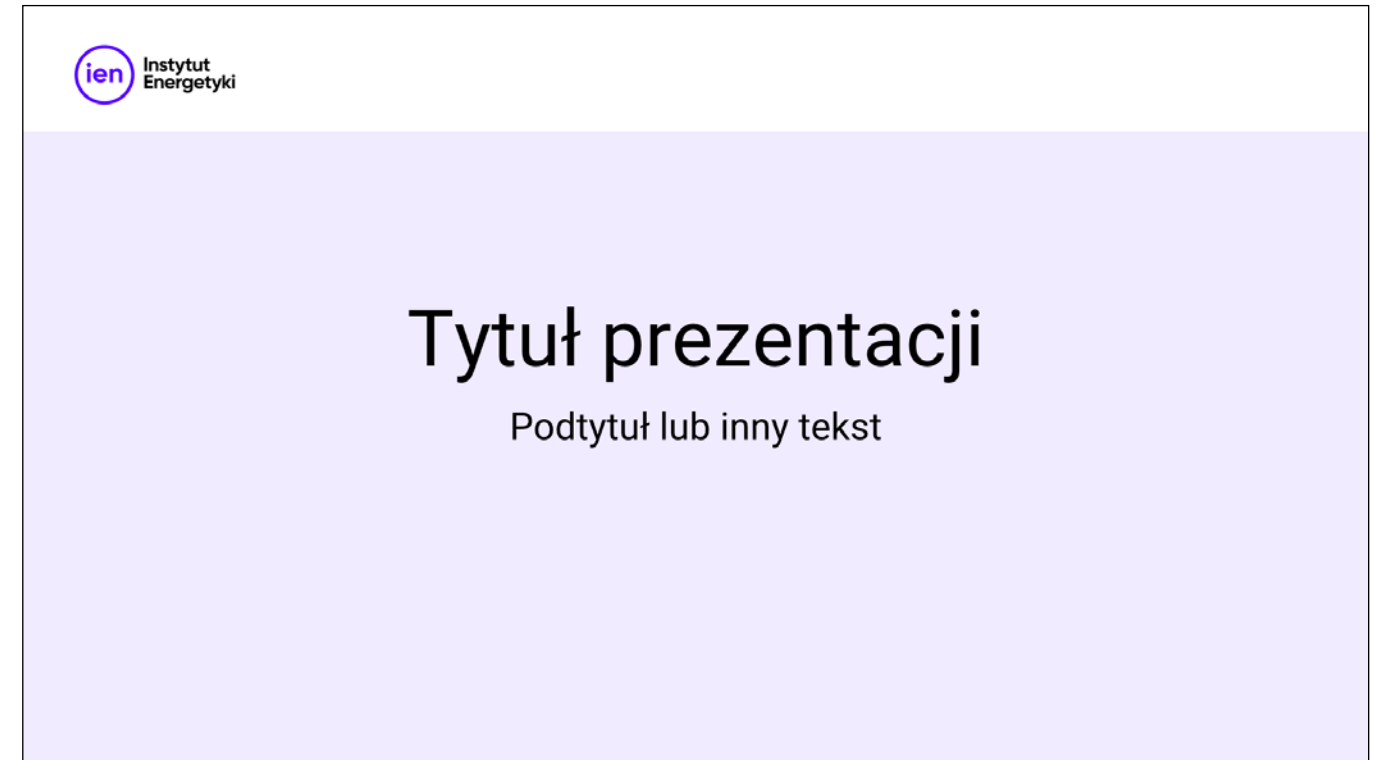 ien
Instytut
Energetyki
Tytuł prezentacji
Podtytuł lub inny tekst